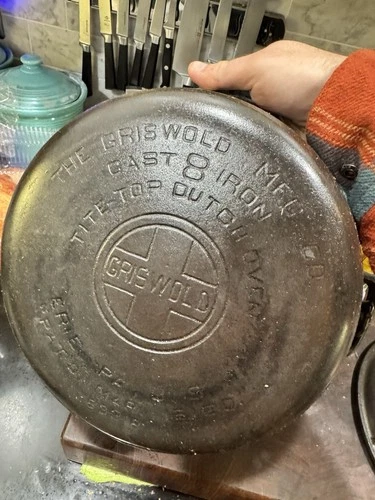 THE GRISWOLD MFG CO.
CAST 8 IRON
TITE-TOP DUTCH OVEN
GRISWOLD
ERIE PA.